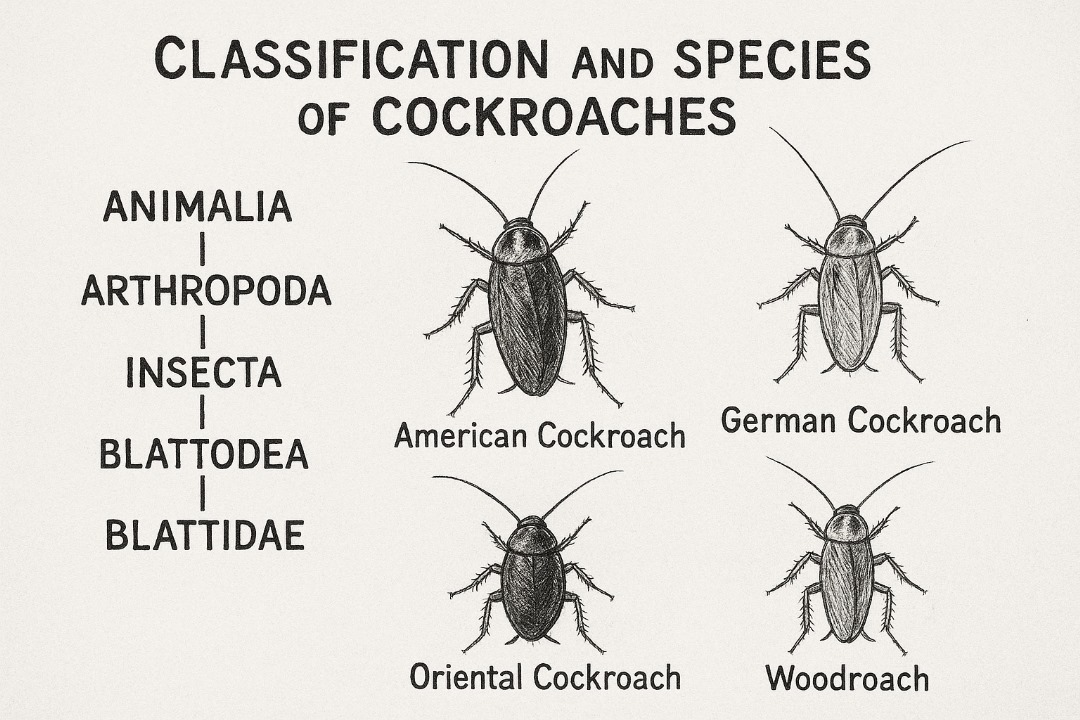 CLASSIFICATION AND SPECIES
OF COCKROACHES
ANIMALIA
ARTHROPODA
INSECTA
BLATTODEA
BLATTIDAE
American Cockroach
German Cockroach
Oriental Cockroach
Woodroach